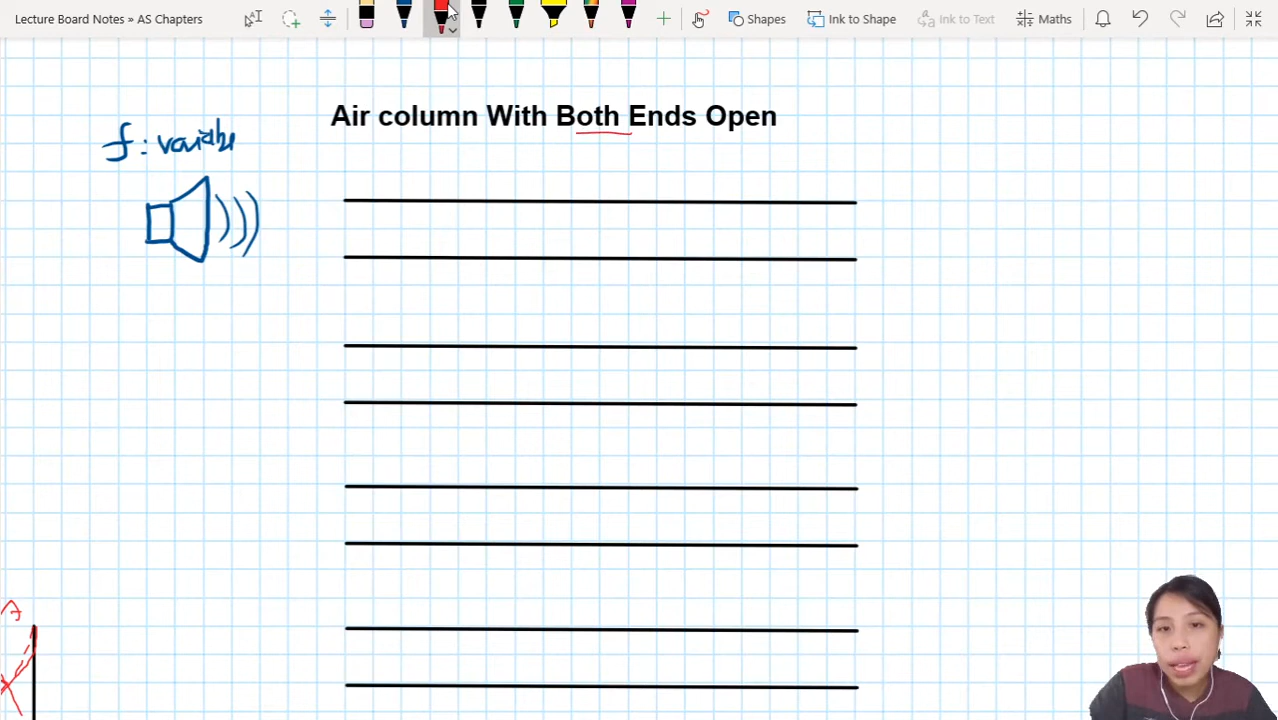 Lecture Board Notes » AS Chapters
Shapes
Ink to Shape
Ink to Text
Maths
Air column With Both Ends Open
f : variable
A